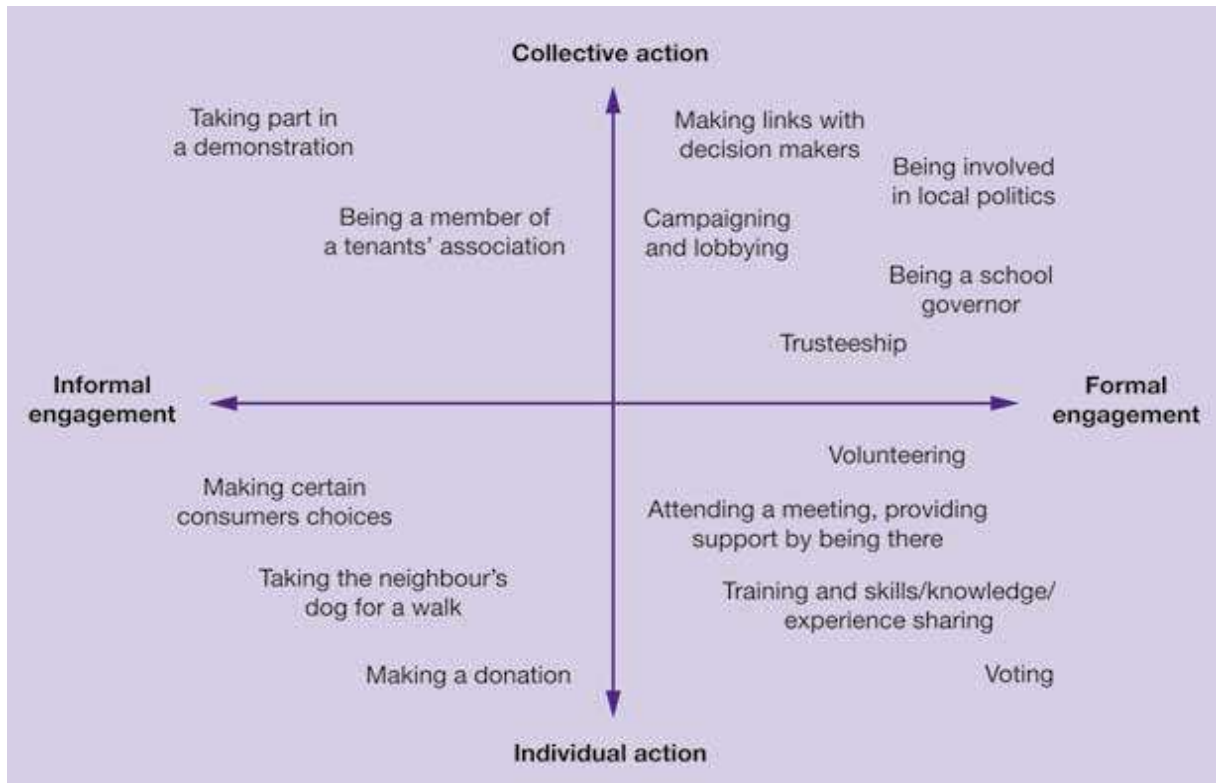 Collective action
Taking part in
a demonstration
Making links with
decision makers
Being involved
in local politics
Being a member of
a tenants’ association
Campaigning
and lobbying
Being a school
governor
Trusteeship
Informal
engagement
Formal
engagement
Volunteering
Making certain
consumers choices
Attending a meeting, providing
support by being there
Taking the neighbour’s
dog for a walk
Training and skills/knowledge/
experience sharing
Making a donation
Voting
Individual action